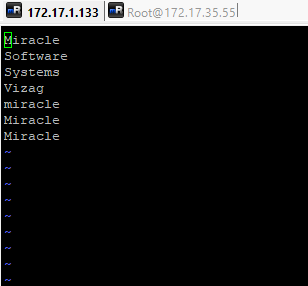 172.17.1.133 Root@172.17.35.55
Miracle
Software
Systems
Vizag
miracle
Miracle
Miracle
~
~
~
~
~
~
~
~
~